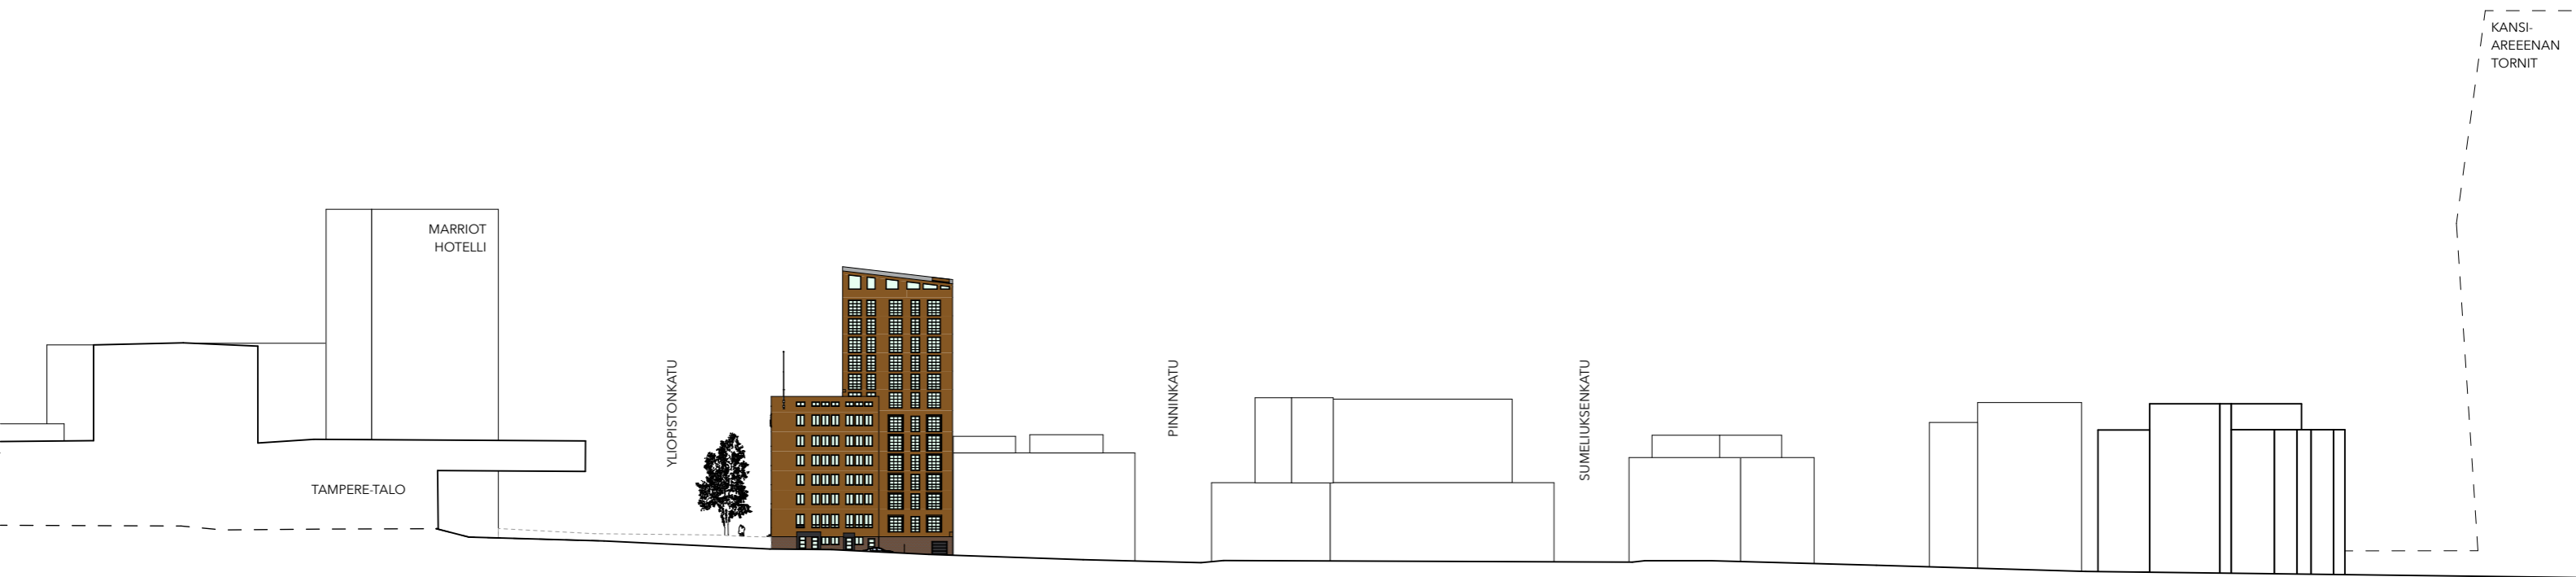 MARRIOT
HOTELLI
TAMPERE-TALO
YLIOPISTONKATU
PINNINKATU
SUMELIUKSENKATU
KANSI-
AREEENAN
TORNIT